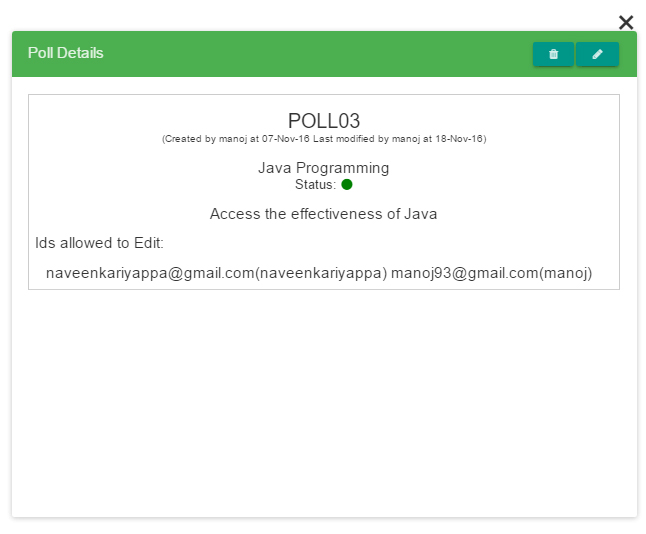 Poll Details
POLL03
(Created by manoj at 07-Nov-16 Last modified by manoj at 18-Nov-16)
Java Programming
Status:
Access the effectiveness of Java
Ids allowed to Edit:
naveenkariyappa@gmail.com(naveenkariyappa) manoj93@gmail.com(manoj)